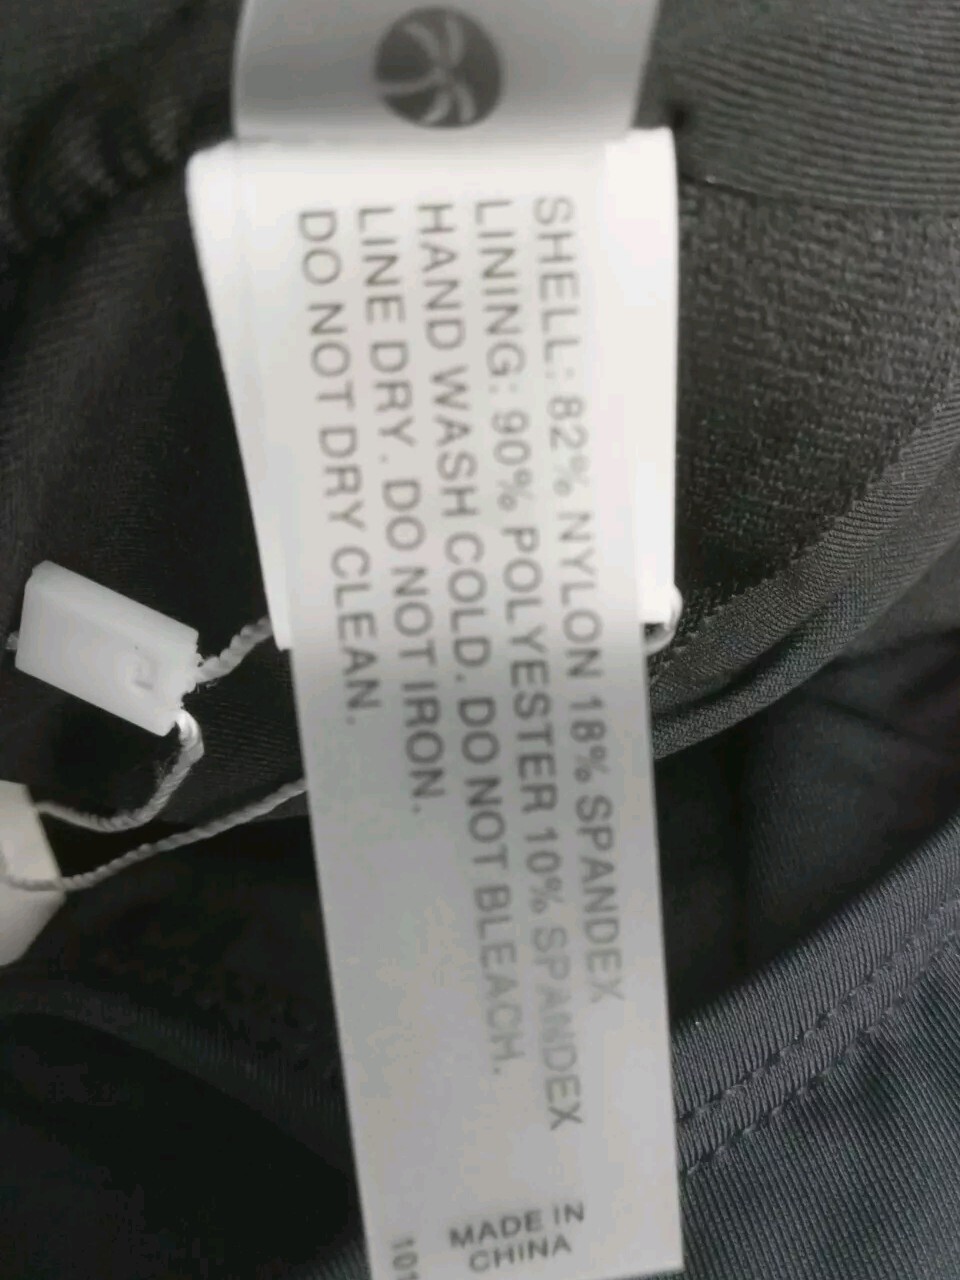 SHELL: 82% NYLON 18% SPANDEX
LINING: 90% POLYESTER 10% SPANDEX
HAND WASH COLD. DO NOT BLEACH.
LINE DRY. DO NOT IRON.
DO NOT DRY CLEAN.
MADE IN
CHINA
101